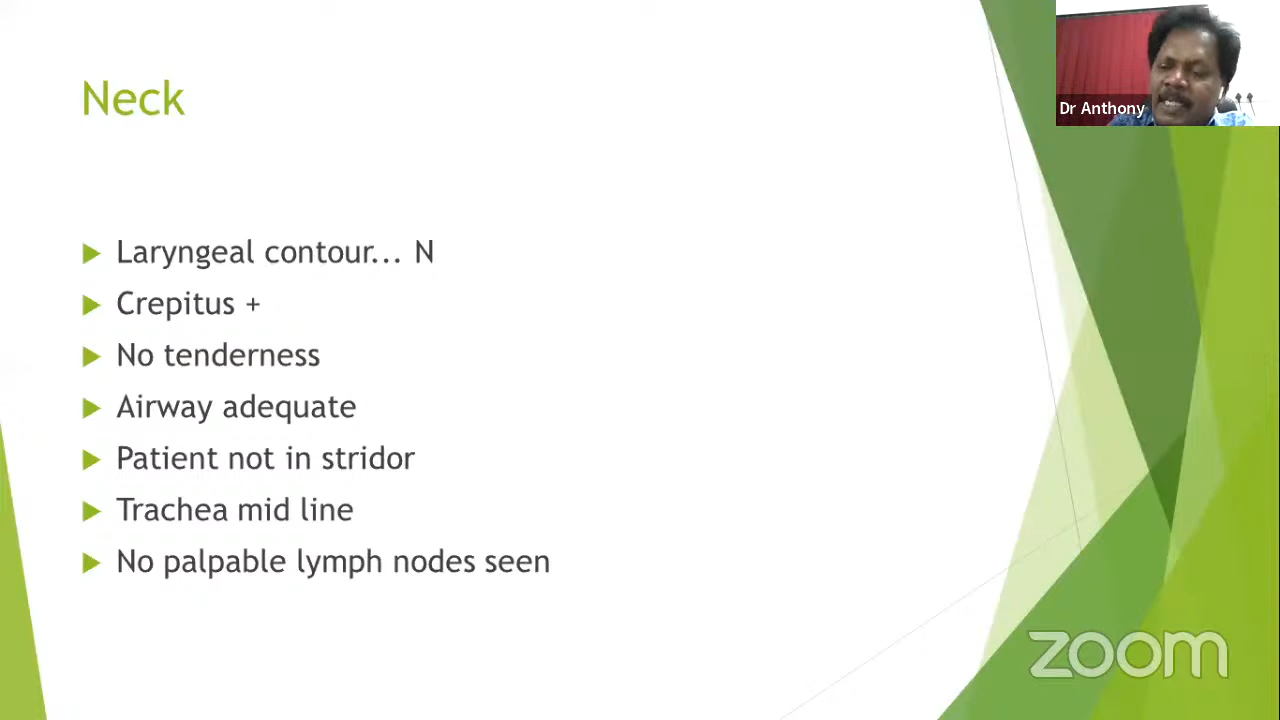 Neck
Dr Anthony
Laryngeal contour... N
Crepitus +
No tenderness
Airway adequate
Patient not in stridor
Trachea mid line
No palpable lymph nodes seen
zoom